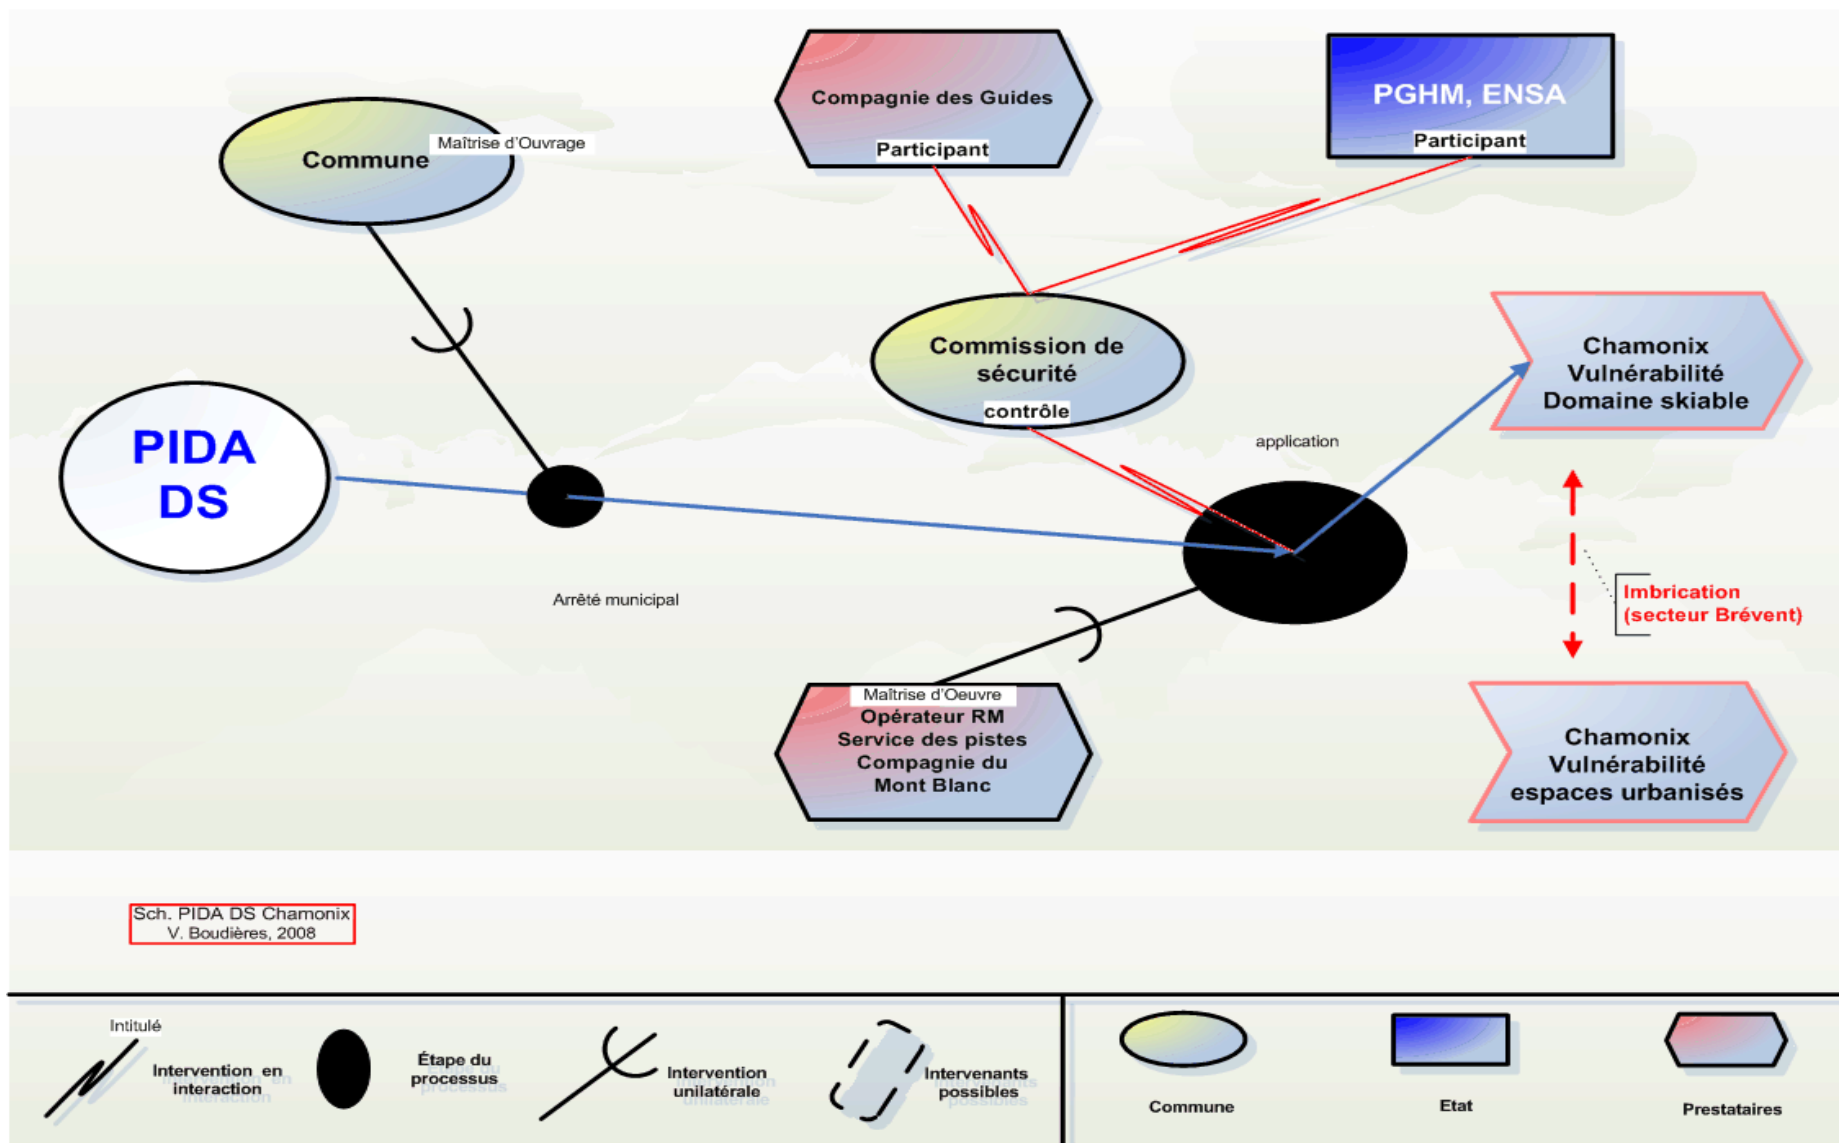 Compagnie des Guides
Participant
PGHM, ENSA
Participant
Commune
Maîtrise d'Ouvrage
Commission de
sécurité
contrôle
Chamonix
Vulnérabilité
Domaine skiable
application
PIDA
DS
Arrêté municipal
Imbrication
(secteur Brévent)
Maîtrise d'Oeuvre
Opérateur RM
Service des pistes
Compagnie du
Mont Blanc
Chamonix
Vulnérabilité
espaces urbanisés
Sch. PIDA DS Chamonix
V. Boudières, 2008
Intitulé
Intervention en
interaction
Étape du
processus
Intervention
unilatérale
Intervenants
possibles
Commune
Etat
Prestataires